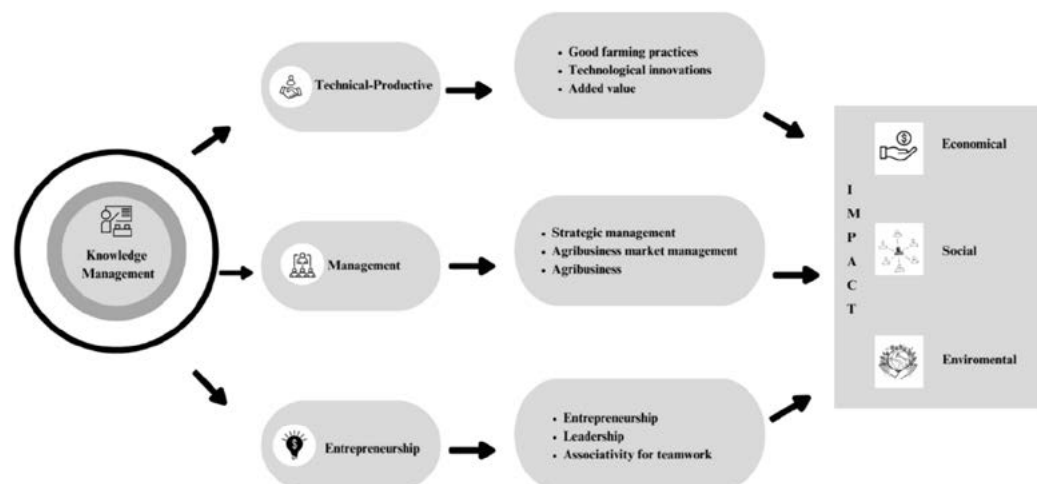 Knowledge
Management
Technical-Productive
• Good farming practices
• Technological innovations
• Added value
Management
• Strategic management
• Agribusiness market management
• Agribusiness
Entrepreneurship
• Entrepreneurship
• Leadership
• Associativity for teamwork
IMPACT
Economical
Social
Enviromental